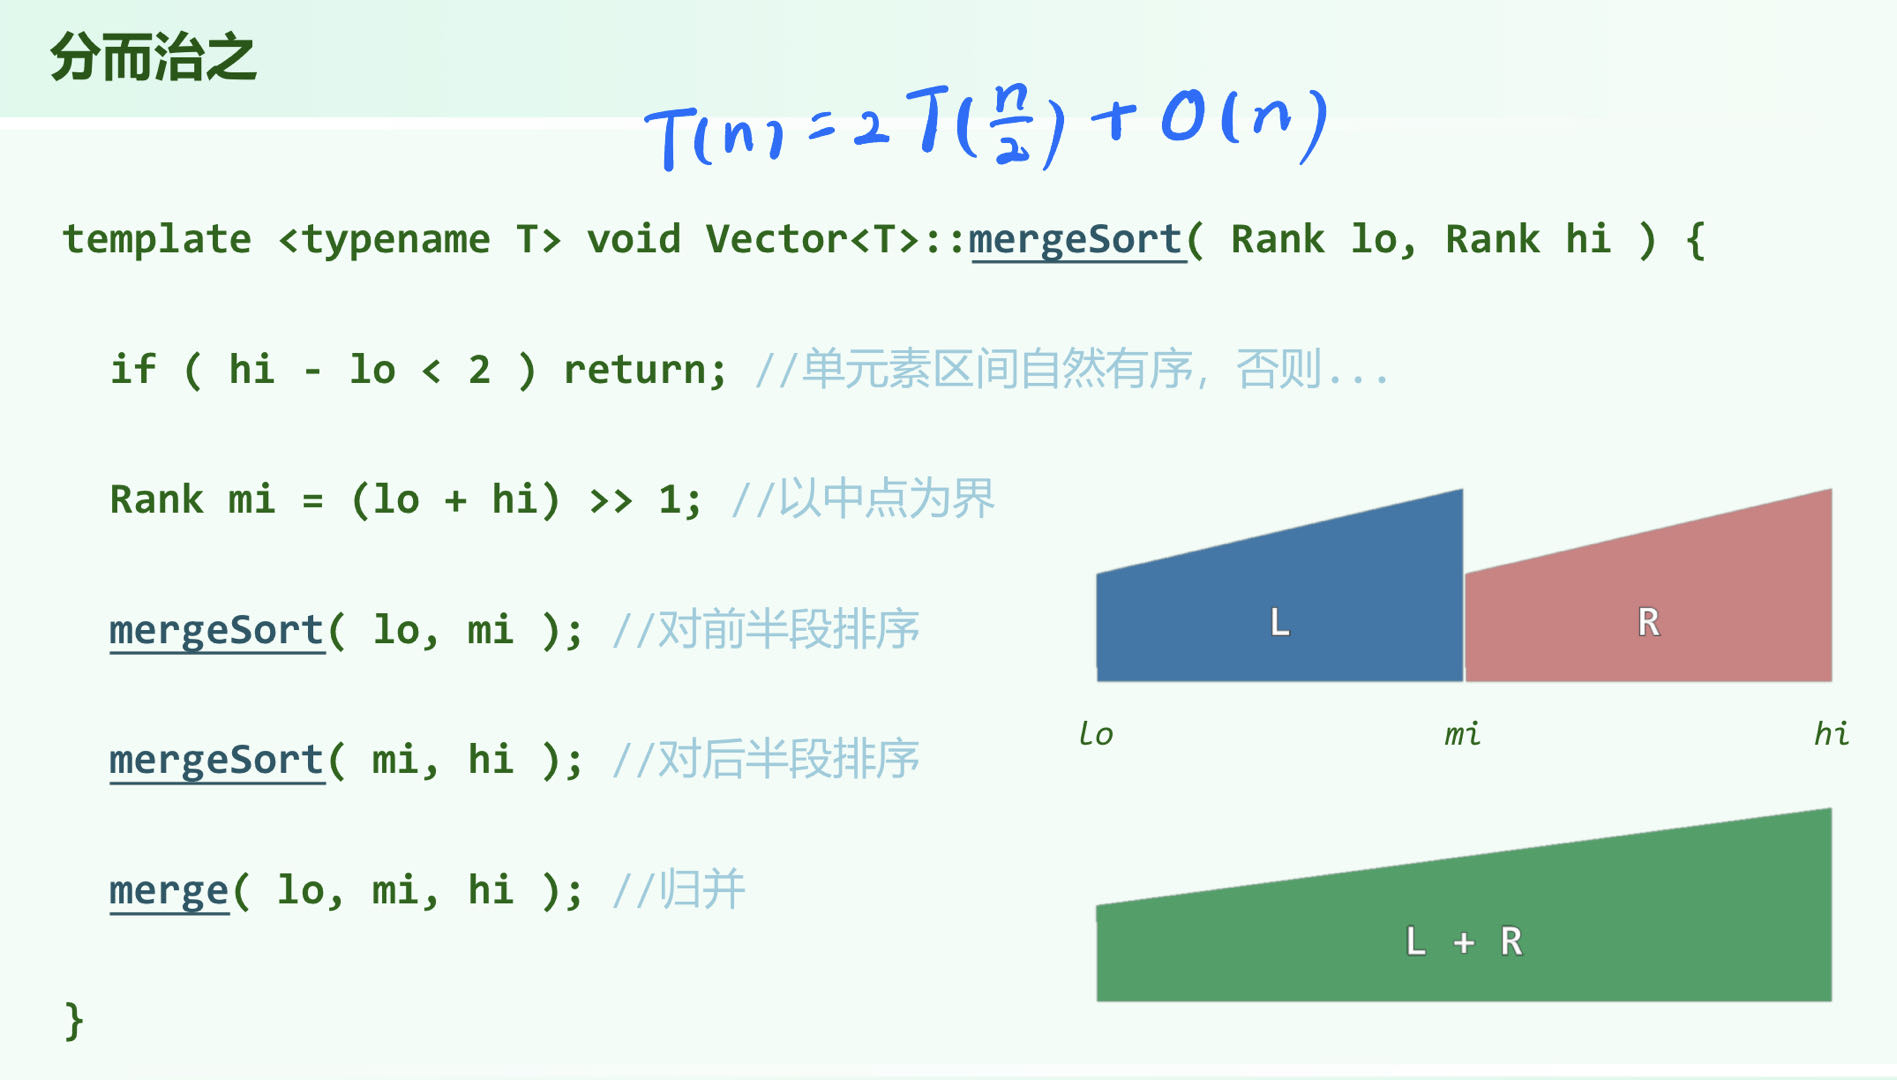 分而治之
T(n) = 2T(n/2) + O(n)
template <typename T> void Vector<T>::mergeSort( Rank lo, Rank hi ) {
if ( hi - lo < 2 ) return; //单元素区间自然有序，否则...
Rank mi = (lo + hi) >> 1; //以中点为界
mergeSort( lo, mi ); //对前半段排序
mergeSort( mi, hi ); //对后半段排序
merge( lo, mi, hi ); //归并
}
L R
lo mi hi
L + R